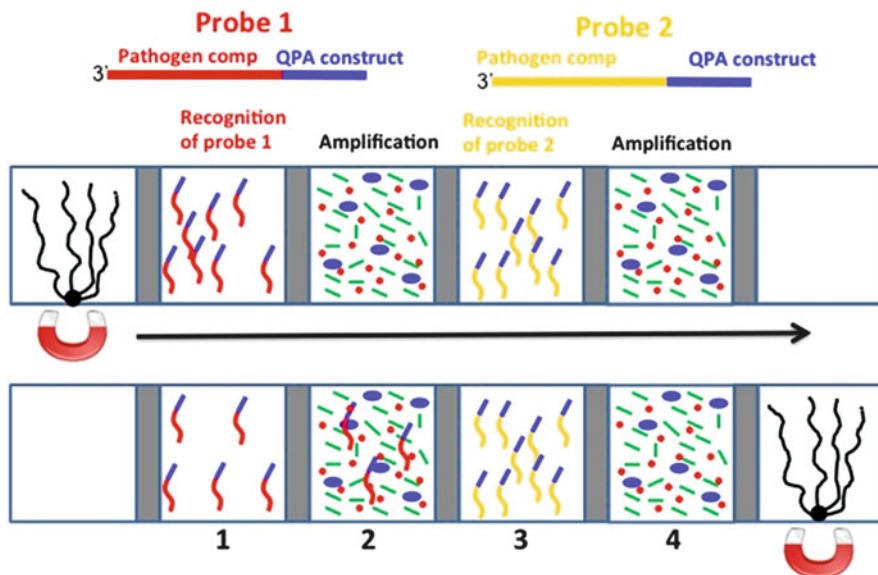 Probe 1
Pathogen comp QPA construct
3'
Probe 2
Pathogen comp QPA construct
3'
Recognition
of probe 1
Amplification
Recognition
of probe 2
Amplification
1 2 3 4